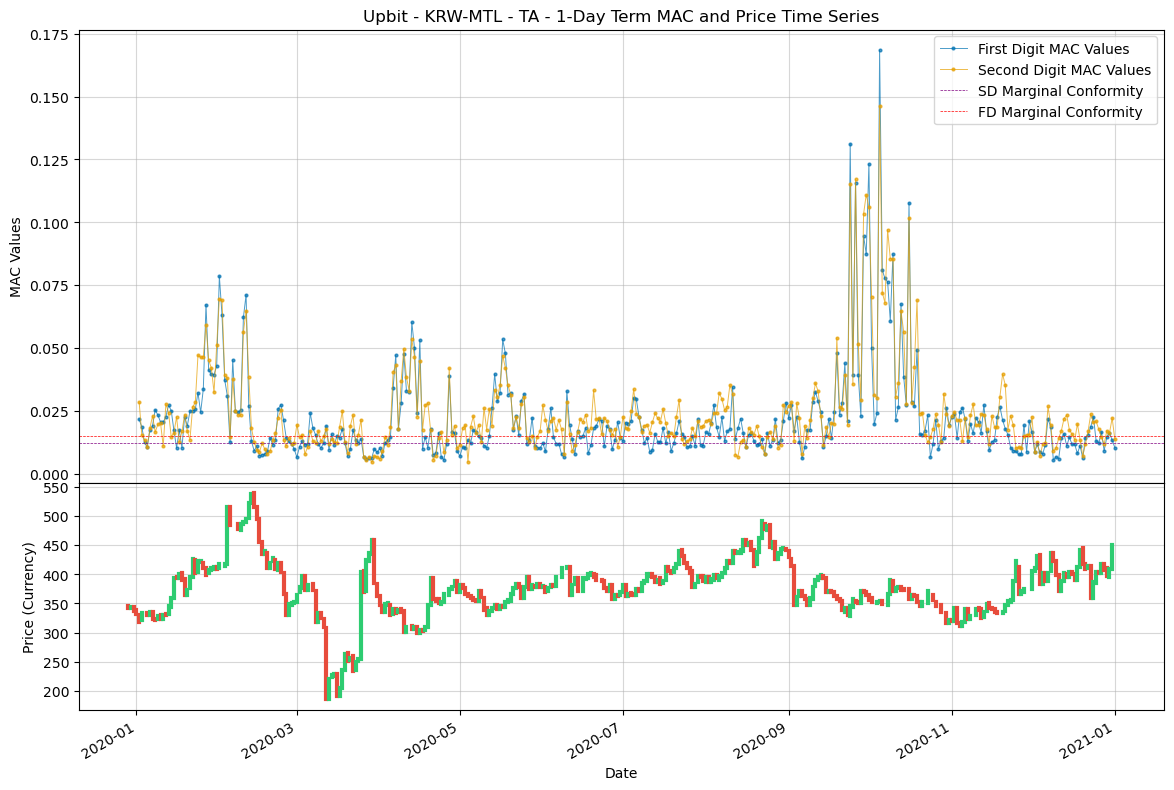 Upbit - KRW-MTL - TA - 1-Day Term MAC and Price Time Series
First Digit MAC Values
Second Digit MAC Values
SD Marginal Conformity
FD Marginal Conformity
MAC Values
0.175
0.150
0.125
0.100
0.075
0.050
0.025
0.000
Price (Currency)
550
500
450
400
350
300
250
200
2020-01
2020-03
2020-05
2020-07
2020-09
2020-11
2021-01
Date